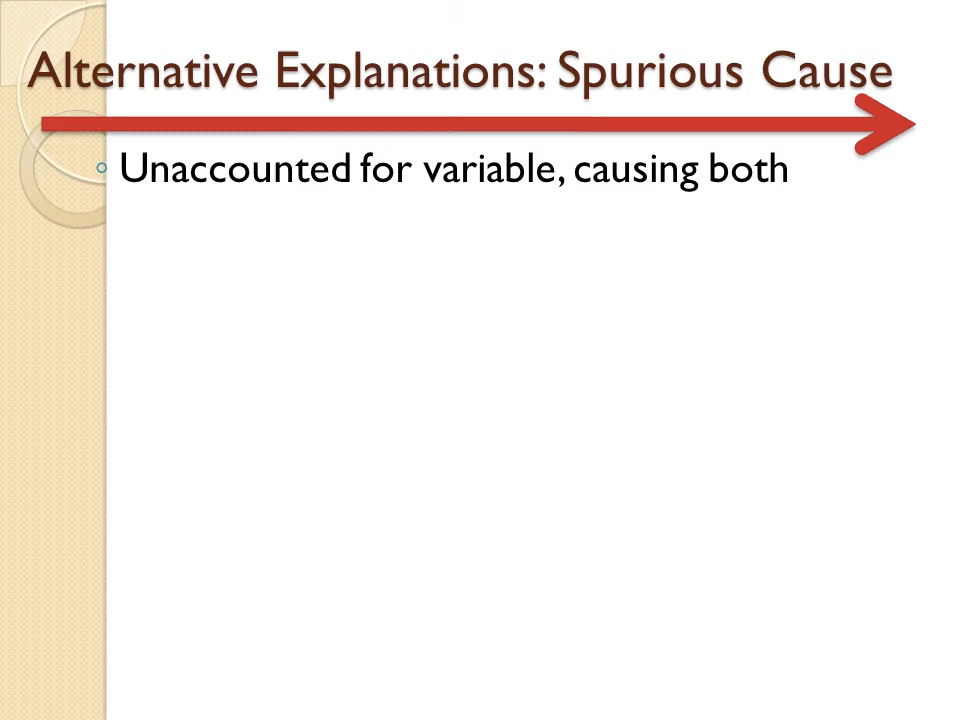 Alternative Explanations: Spurious Cause
◦ Unaccounted for variable, causing both